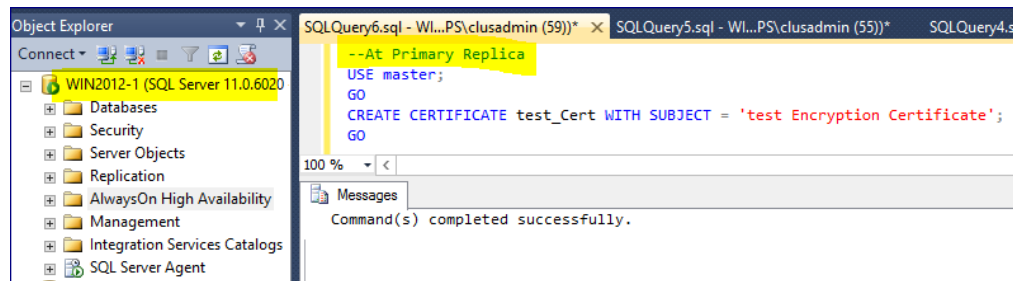 Object Explorer
Connect
WIN2012-1 (SQL Server 11.0.6020
Databases
Security
Server Objects
Replication
AlwaysOn High Availability
Management
Integration Services Catalogs
SQL Server Agent
SQLQuery6.sql - WI...PS\clusadmin (59))* SQLQuery5.sql - WI...PS\clusadmin (55))* SQLQuery4.s
--At Primary Replica
USE master;
GO
CREATE CERTIFICATE test_Cert WITH SUBJECT = 'test Encryption Certificate';
GO
100 %
Messages
Command(s) completed successfully.